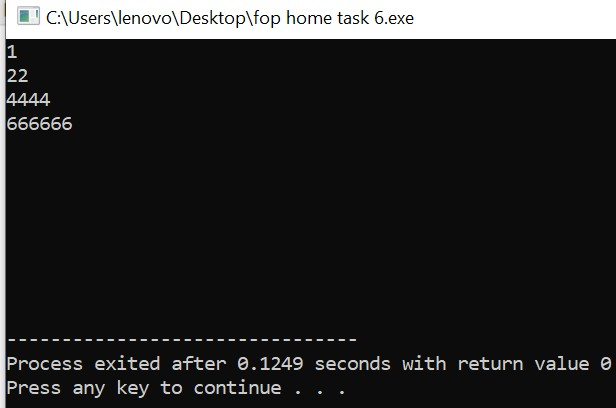 C:\Users\lenovo\Desktop\fop home task 6.exe
1
22
4444
666666
--------------------------------
Process exited after 0.1249 seconds with return value 0
Press any key to continue . . .